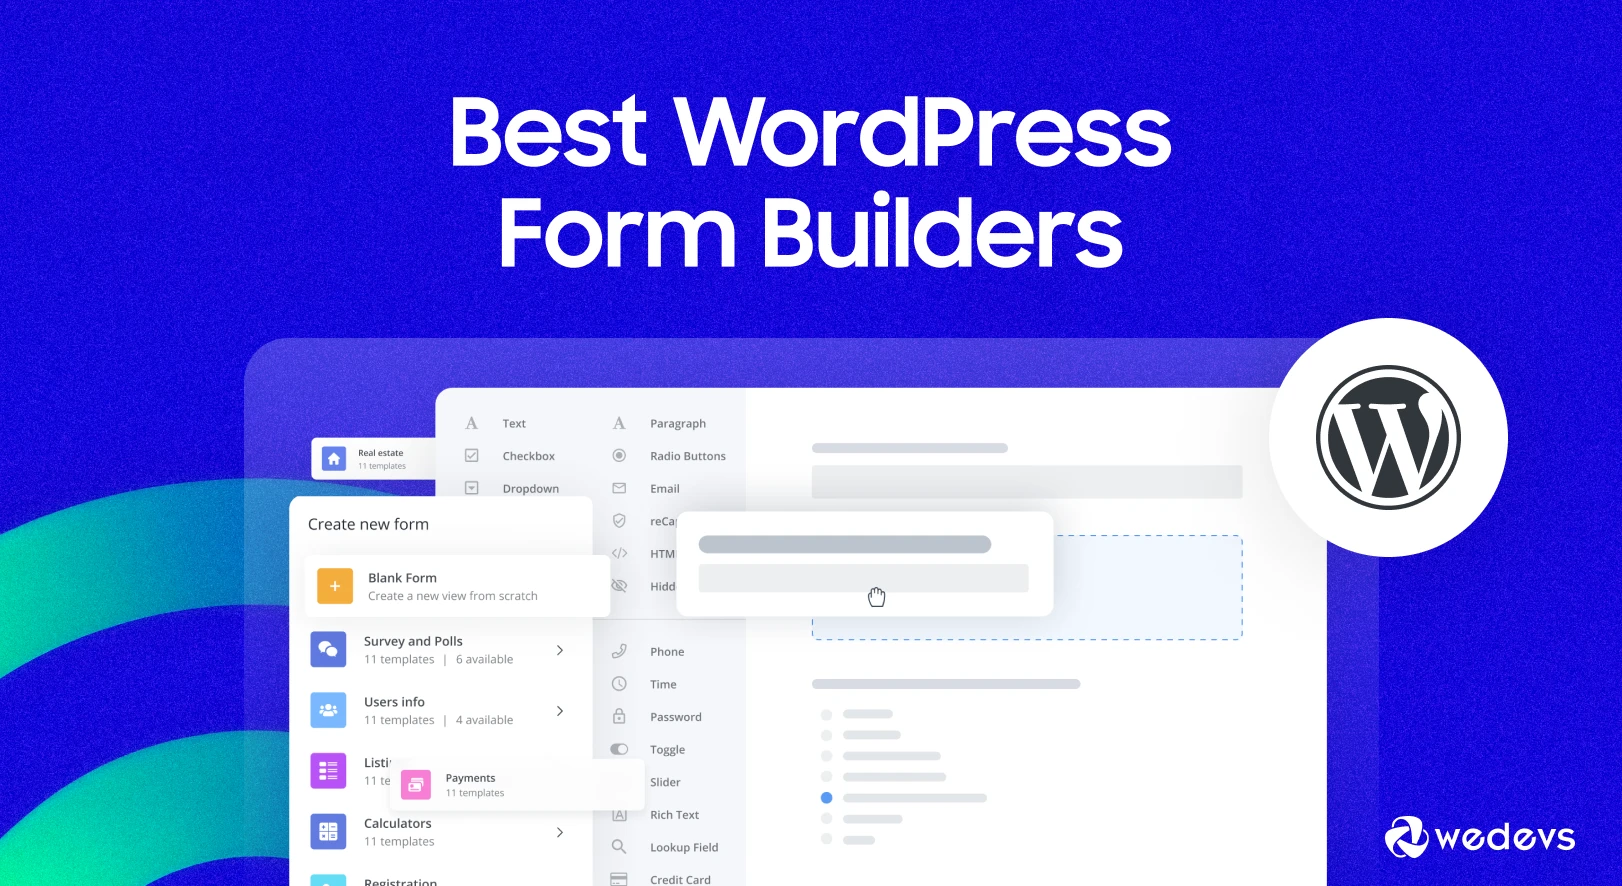 Best WordPress
Form Builders
Text
Paragraph
Checkbox
Radio Buttons
Dropdown
Email
Real estate
11 templates
Create new form
Blank Form
Create a new view from scratch
Survey and Polls
11 templates | 6 available
Users info
11 templates | 4 available
Payments
11 templates
Calculators
11 templates
Registration
Phone
Time
Password
Toggle
Slider
Rich Text
Lookup Field
Credit Card
wedevs